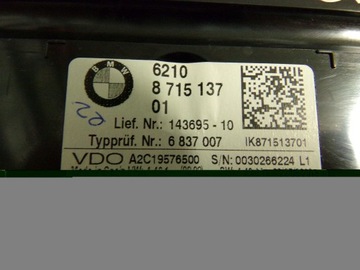 BMW
6210
8 715 137
01
22
Lief. Nr.: 143695 - 10
Typprüf. Nr.: 6 837 007
IK871513701
VDO A2C19576500 S/N: 0030266224 L1